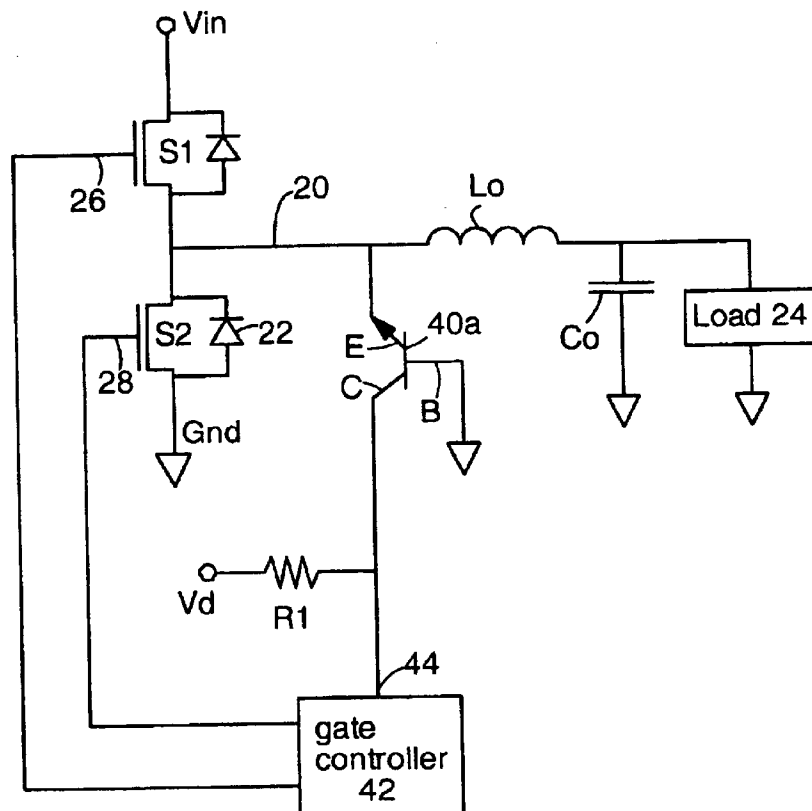 Vin
S1
26
20
Lo
S2
22
28
Gnd
E
40a
C
B
Co
Load 24
Vd
R1
44
gate
controller
42